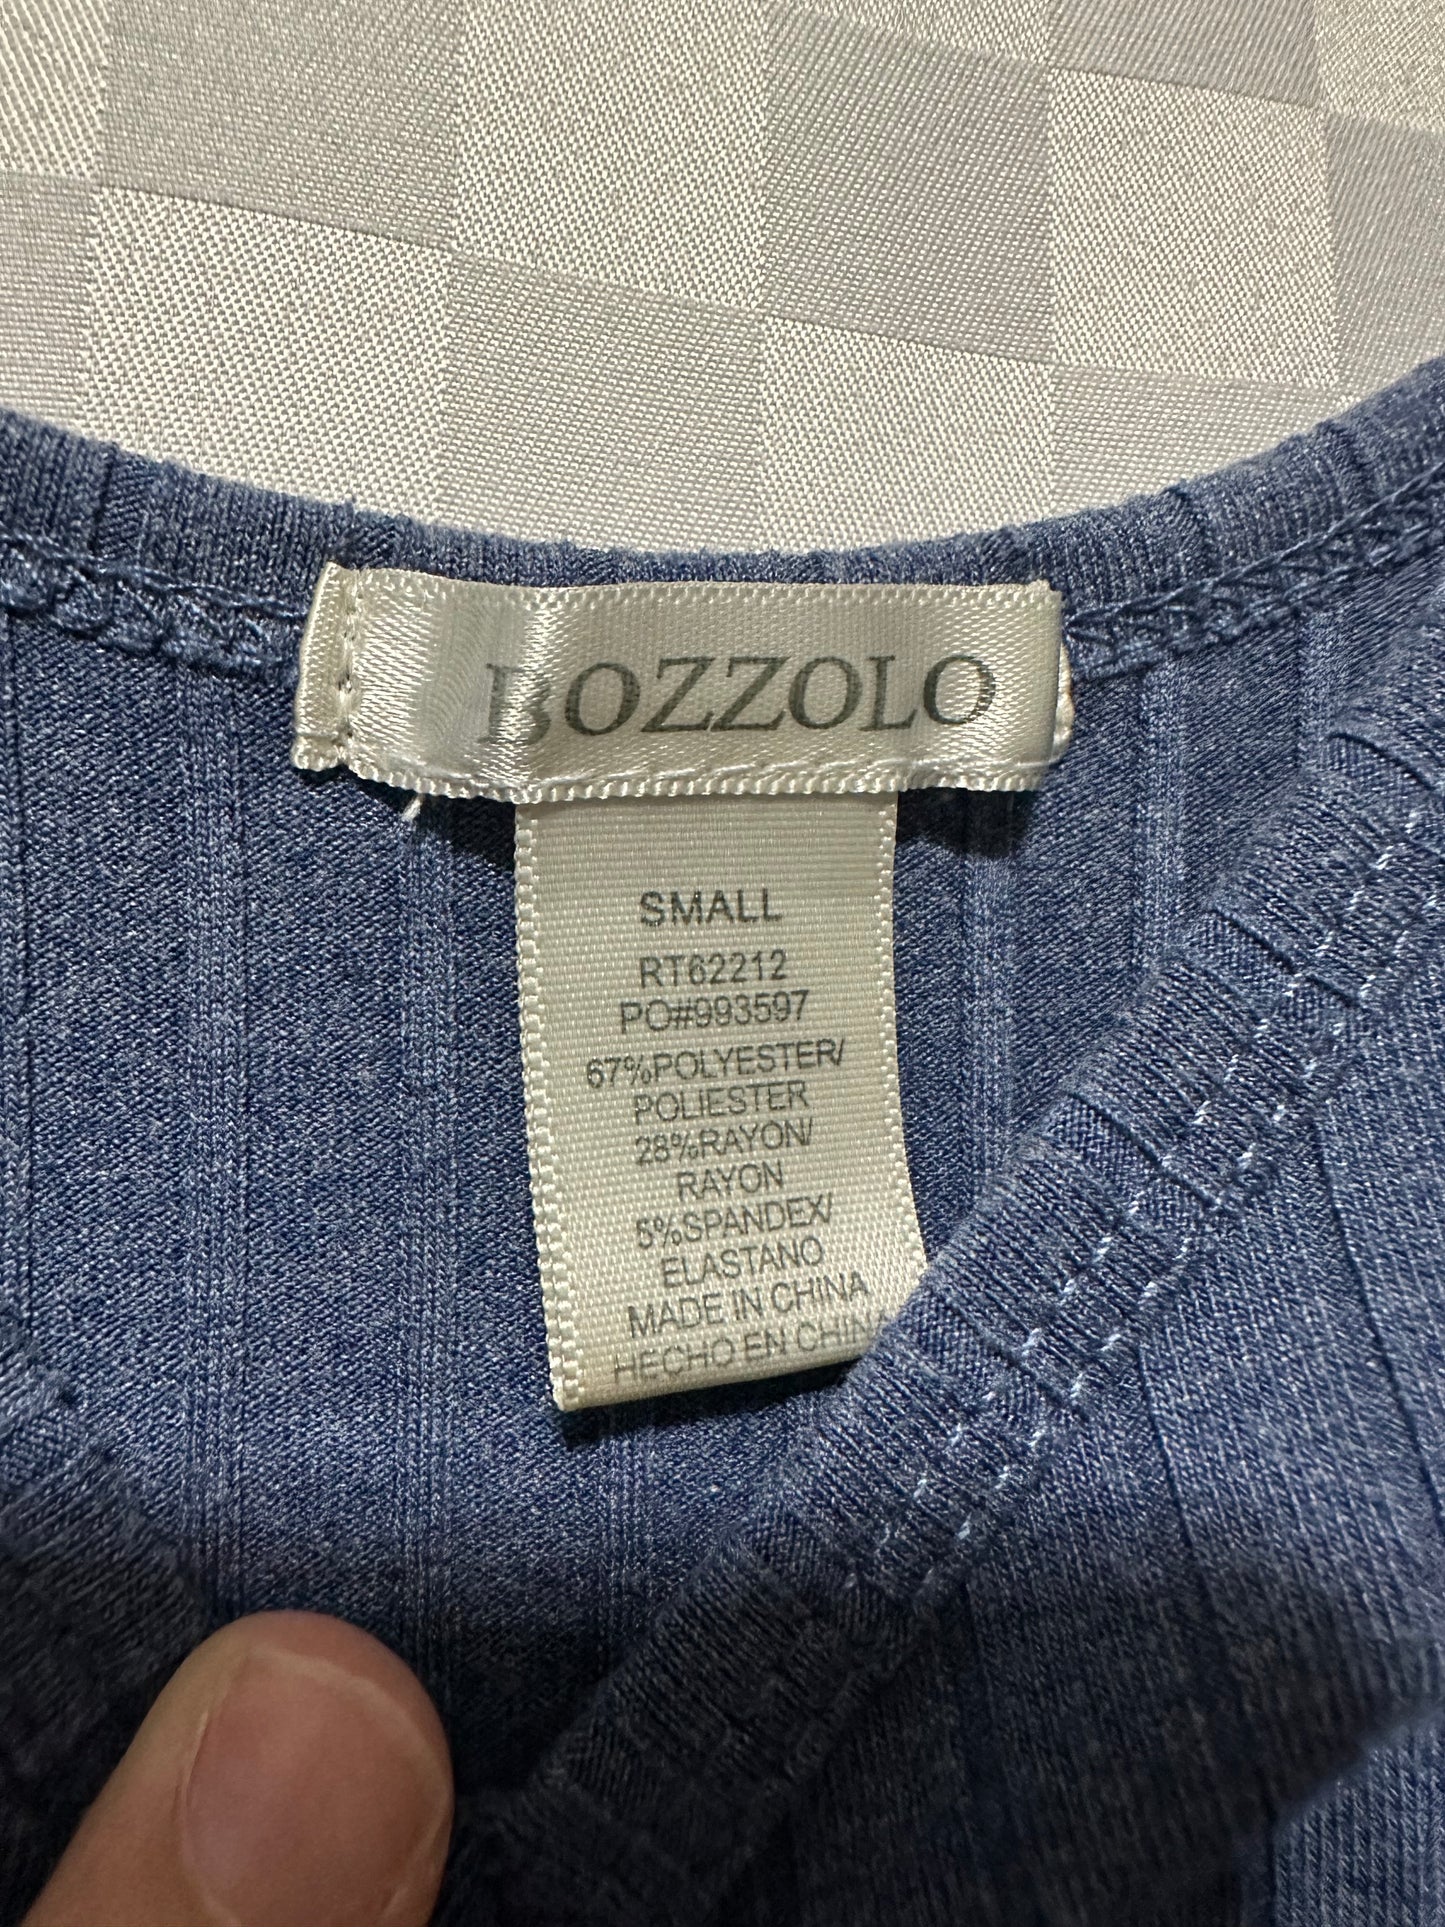 BOZZOLO
SMALL
RT62212
PO#993597
67%POLYESTER/
POLIESTER
28%RAYON/
RAYON
5%SPANDEX/
ELASTANO
MADE IN CHINA
HECHO EN CHINA